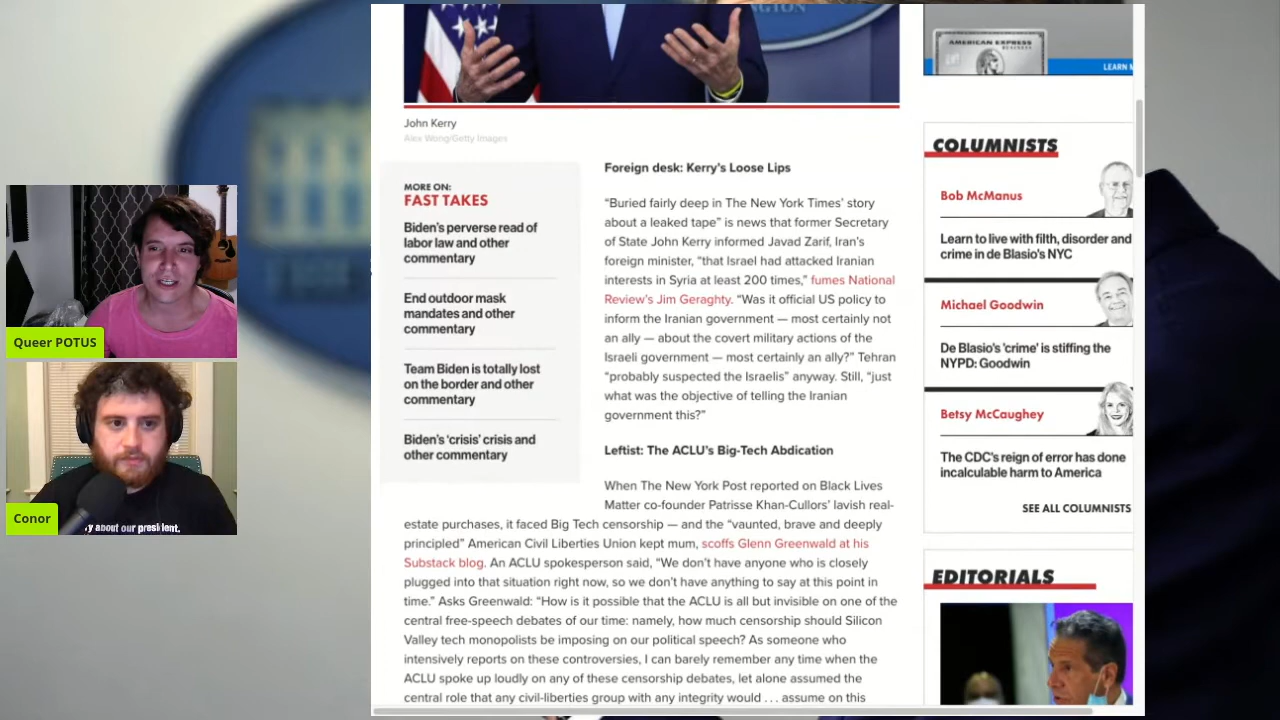 INGTON
AMERICAN EXPRESS
BUSINESS
LEARN M
John Kerry
Alex Wong/Getty Images
MORE ON:
FAST TAKES
Biden's perverse read of
labor law and other
commentary
End outdoor mask
mandates and other
commentary
Team Biden is totally lost
on the border and other
commentary
Biden's ‘crisis’ crisis and
other commentary
Foreign desk: Kerry's Loose Lips
“Buried fairly deep in The New York Times’ story
about a leaked tape” is news that former Secretary
of State John Kerry informed Javad Zarif, Iran's
foreign minister, “that Israel had attacked Iranian
interests in Syria at least 200 times,” fumes National
Review's Jim Geraghty. “Was it official US policy to
inform the Iranian government — most certainly not
an ally — about the covert military actions of the
Israeli government — most certainly an ally?” Tehran
“probably suspected the Israelis” anyway. Still, “just
what was the objective of telling the Iranian
government this?”
Leftist: The ACLU's Big-Tech Abdication
When The New York Post reported on Black Lives
Matter co-founder Patrisse Khan-Cullors’ lavish real-
estate purchases, it faced Big Tech censorship — and the “vaunted, brave and deeply
principled” American Civil Liberties Union kept mum, scoffs Glenn Greenwald at his
Substack blog. An ACLU spokesperson said, “We don't have anyone who is closely
plugged into that situation right now, so we don't have anything to say at this point in
time.” Asks Greenwald: “How is it possible that the ACLU is all but invisible on one of the
central free-speech debates of our time: namely, how much censorship should Silicon
Valley tech monopolists be imposing on our political speech? As someone who
intensively reports on these controversies, I can barely remember any time when the
ACLU spoke up loudly on any of these censorship debates, let alone assumed the
central role that any civil-liberties group with any integrity would . . . assume on this
COLUMNISTS
Bob McManus
Learn to live with filth, disorder and
crime in de Blasio's NYC
Michael Goodwin
De Blasio's ‘crime’ is stiffing the
NYPD: Goodwin
Betsy McCaughey
The CDC's reign of error has done
incalculable harm to America
SEE ALL COLUMNISTS
EDITORIALS
Queer POTUS
Conor
y about our president.